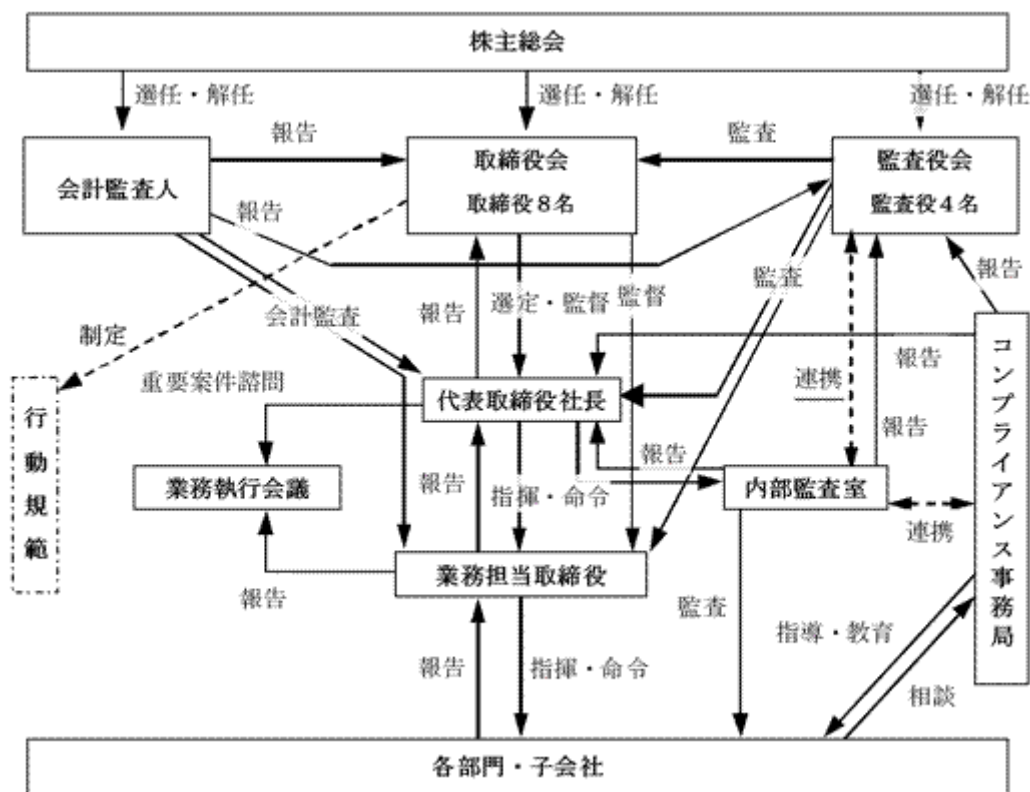 株主総会
選任・解任
選任・解任
選任・解任
報告
監査
会計監査人
取締役会
取締役8名
監査役会
監査役4名
報告
報告
会計監査
報告
選定・監督
監督
監査
制定
報告
連携
重要案件諮問
代表取締役社長
行動規範
コンプライアンス事務局
報告
業務執行会議
報告
指揮・命令
報告
内部監査室
連携
業務担当取締役
報告
監査
指導・教育
報告
指揮・命令
相談
各部門・子会社